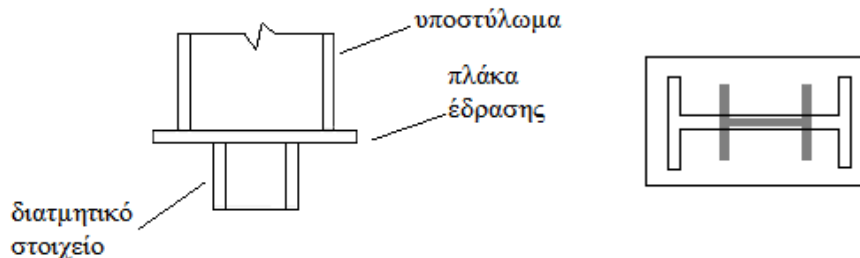 υποστύλωμα
πλάκα
έδρασης
διατμητικό
στοιχείο